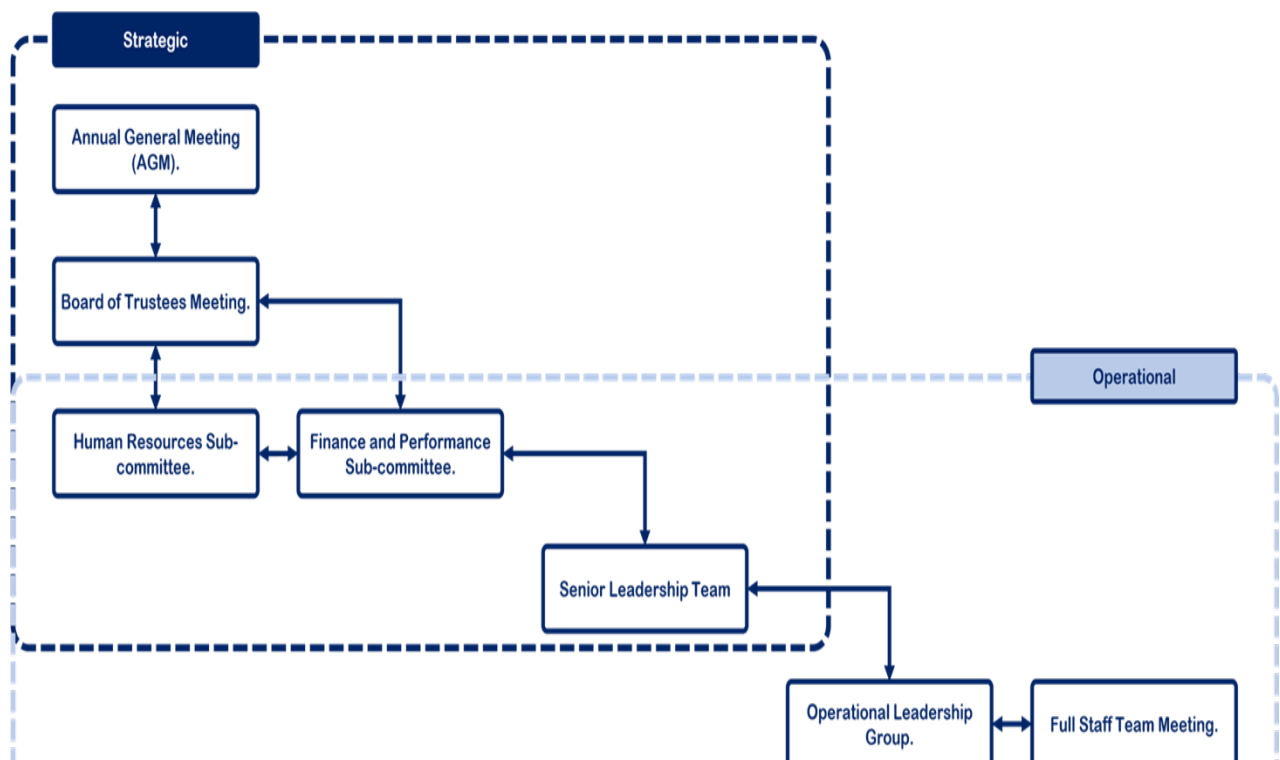 Strategic
Annual General Meeting
(AGM).
Board of Trustees Meeting.
Operational
Human Resources Sub-
committee.
Finance and Performance
Sub-committee.
Senior Leadership Team
Operational Leadership
Group.
Full Staff Team Meeting.